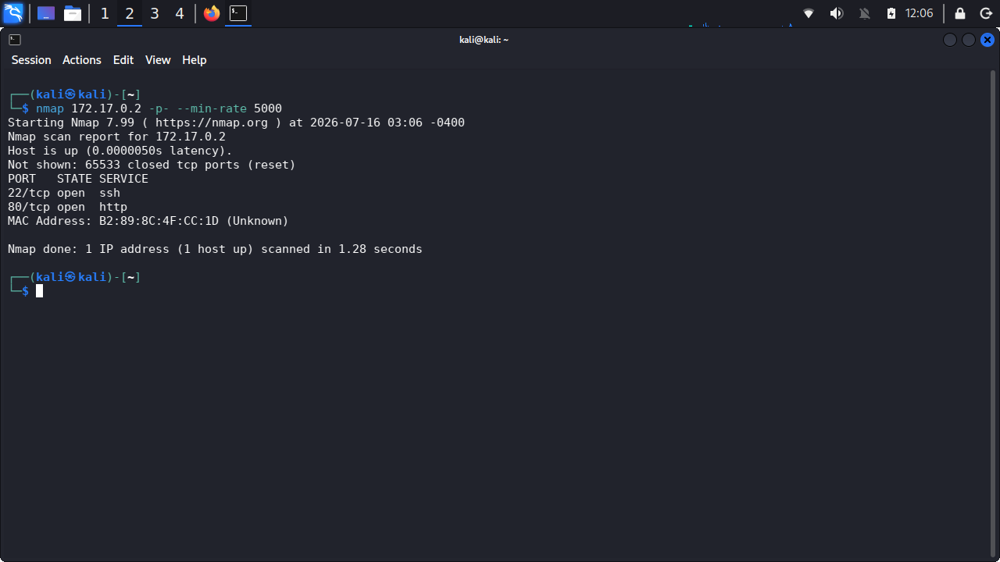 1 2 3 4 12:06
kali@kali: ~
Session Actions Edit View Help
┌──(kali㉿kali)-[~]
└─$ nmap 172.17.0.2 -p- --min-rate 5000
Starting Nmap 7.99 ( https://nmap.org ) at 2026-07-16 03:06 -0400
Nmap scan report for 172.17.0.2
Host is up (0.0000050s latency).
Not shown: 65533 closed tcp ports (reset)
PORT   STATE SERVICE
22/tcp open  ssh
80/tcp open  http
MAC Address: B2:89:8C:4F:CC:1D (Unknown)
Nmap done: 1 IP address (1 host up) scanned in 1.28 seconds
┌──(kali㉿kali)-[~]
└─$